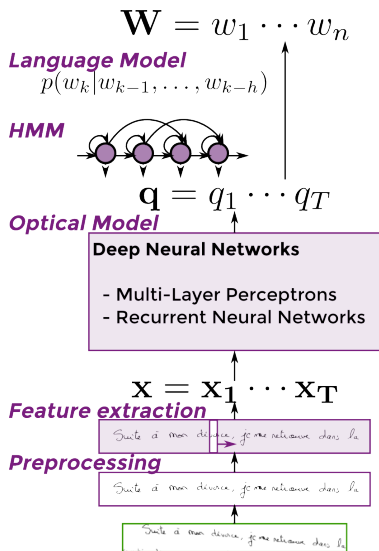 W = w₁ ⋯ wₙ
Language Model
p(wₖ|wₖ₋₁, . . . , wₖ₋ₕ)
HMM
q = q₁ ⋯ q_T
Optical Model
Deep Neural Networks
- Multi-Layer Perceptrons
- Recurrent Neural Networks
x = x₁ ⋯ x_T
Feature extraction
Suite à mon divorce, je me retrouve dans la
Preprocessing
Suite à mon divorce, je me retrouve dans la
Suite à mon divorce, je me retrouve dans la